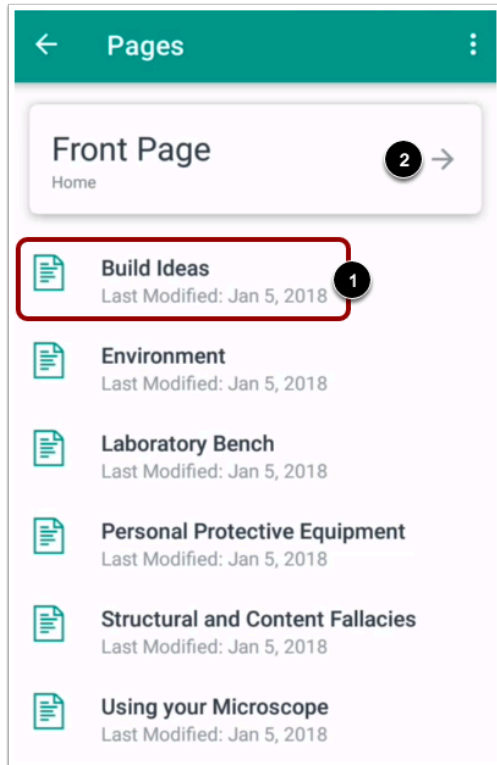 Pages
Front Page
2
Home
Build Ideas
1
Last Modified: Jan 5, 2018
Environment
Last Modified: Jan 5, 2018
Laboratory Bench
Last Modified: Jan 5, 2018
Personal Protective Equipment
Last Modified: Jan 5, 2018
Structural and Content Fallacies
Last Modified: Jan 5, 2018
Using your Microscope
Last Modified: Jan 5, 2018